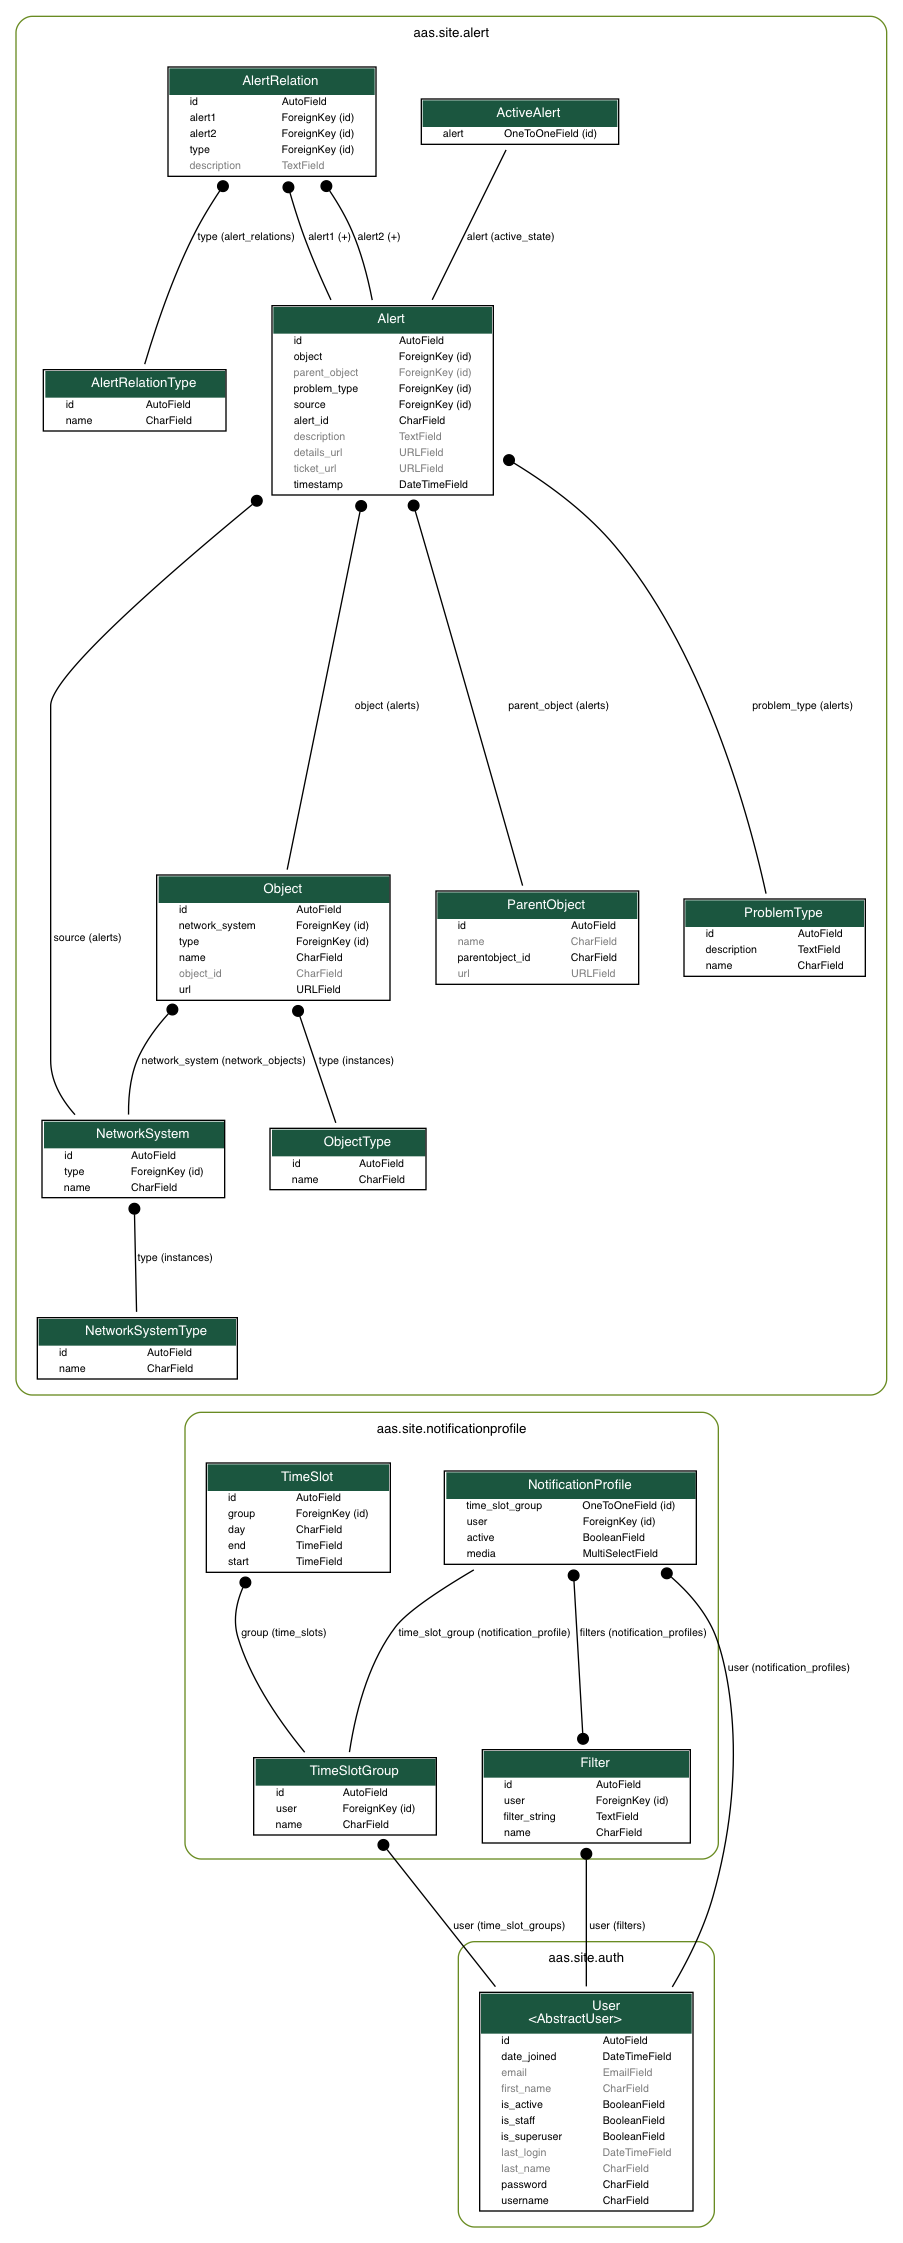 aas.site.alert
AlertRelation
id AutoField
alert1 ForeignKey (id)
alert2 ForeignKey (id)
type ForeignKey (id)
description TextField
ActiveAlert
alert OneToOneField (id)
type (alert_relations)
alert1 (+)
alert2 (+)
alert (active_state)
Alert
id AutoField
object ForeignKey (id)
parent_object ForeignKey (id)
problem_type ForeignKey (id)
source ForeignKey (id)
alert_id CharField
description TextField
details_url URLField
ticket_url URLField
timestamp DateTimeField
AlertRelationType
id AutoField
name CharField
object (alerts)
parent_object (alerts)
problem_type (alerts)
source (alerts)
Object
id AutoField
network_system ForeignKey (id)
type ForeignKey (id)
name CharField
object_id CharField
url URLField
ParentObject
id AutoField
name CharField
parentobject_id CharField
url URLField
ProblemType
id AutoField
description TextField
name CharField
network_system (network_objects)
type (instances)
NetworkSystem
id AutoField
type ForeignKey (id)
name CharField
ObjectType
id AutoField
name CharField
type (instances)
NetworkSystemType
id AutoField
name CharField
aas.site.notificationprofile
TimeSlot
id AutoField
group ForeignKey (id)
day CharField
end TimeField
start TimeField
NotificationProfile
time_slot_group OneToOneField (id)
user ForeignKey (id)
active BooleanField
media MultiSelectField
group (time_slots)
time_slot_group (notification_profile)
filters (notification_profiles)
user (notification_profiles)
TimeSlotGroup
id AutoField
user ForeignKey (id)
name CharField
Filter
id AutoField
user ForeignKey (id)
filter_string TextField
name CharField
user (time_slot_groups)
user (filters)
aas.site.auth
User
<AbstractUser>
id AutoField
date_joined DateTimeField
email EmailField
first_name CharField
is_active BooleanField
is_staff BooleanField
is_superuser BooleanField
last_login DateTimeField
last_name CharField
password CharField
username CharField